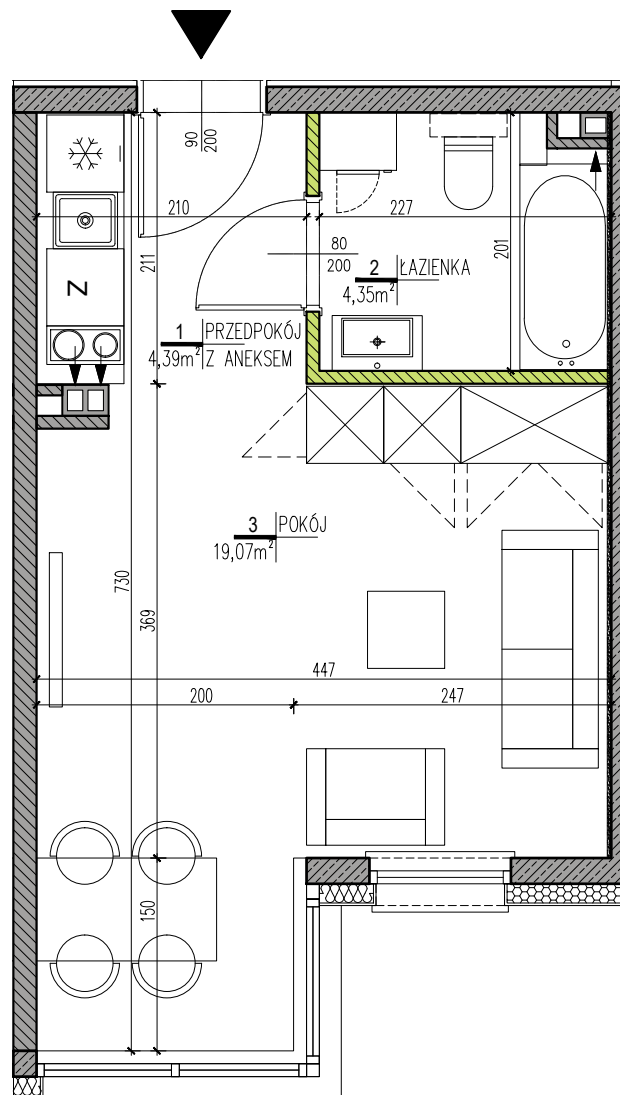 90
200
210
227
80
200
201
211
2 ŁAZIENKA
4,35m²
Z
1 PRZEDPOKÓJ
4,39m² Z ANEKSEM
3 POKÓJ
19,07m²
730
369
447
200
247
150